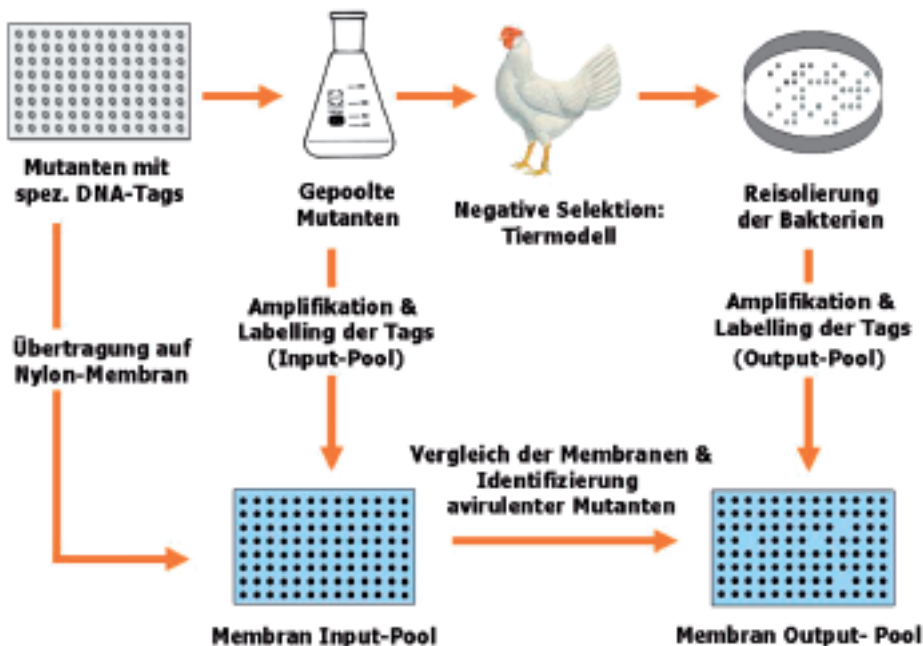 Mutanten mit
spez. DNA-Tags
Gepoolte
Mutanten
Negative Selektion:
Tiermodell
Reisolierung
der Bakterien
Übertragung auf
Nylon-Membran
Amplifikation &
Labelling der Tags
(Input-Pool)
Amplifikation &
Labelling der Tags
(Output-Pool)
Vergleich der Membranen &
Identifizierung
avirulenter Mutanten
Membran Input-Pool
Membran Output- Pool